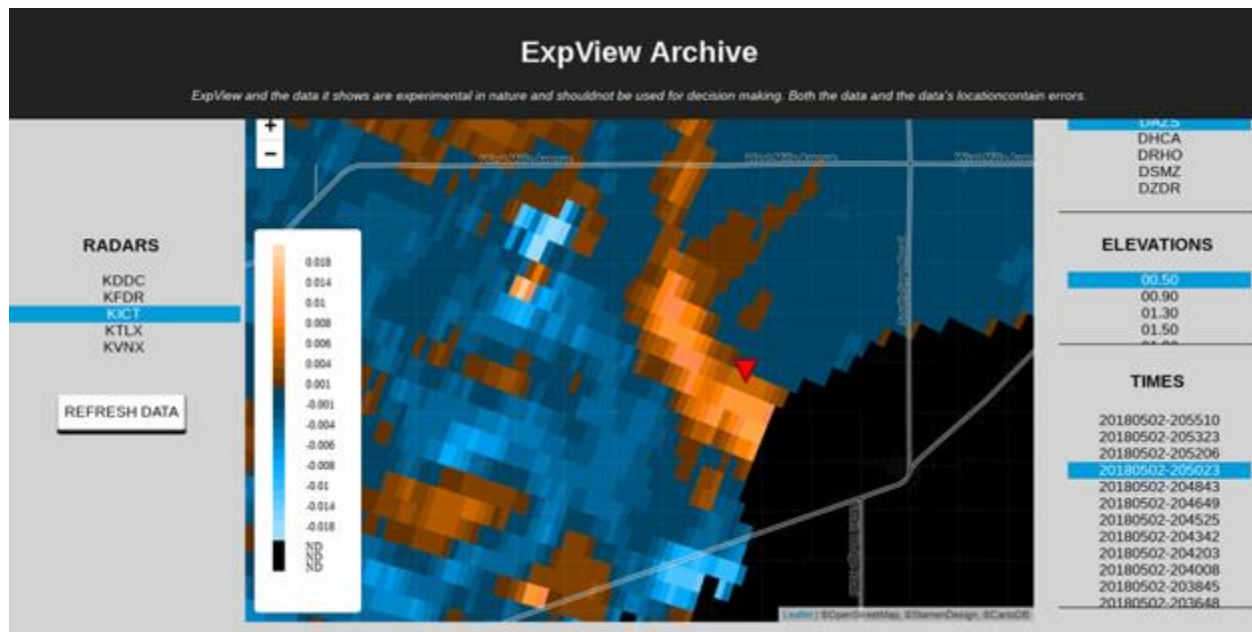 ExpView Archive
ExpView and the data it shows are experimental in nature and shouldnot be used for decision making. Both the data and the data's locationcontain errors.
+
−
RADARS
KDDC
KFDR
KICT
KTLX
KVNX
REFRESH DATA
0.018
0.014
0.01
0.008
0.006
0.004
0.001
-0.001
-0.004
-0.006
-0.008
-0.01
-0.014
-0.018
ND
ND
ND
Leaflet | ©OpenStreetMap, ©StamenDesign, ©CartoDB
DAZS
DHCA
DRHO
DSMZ
DZDR
ELEVATIONS
00.50
00.90
01.30
01.50
TIMES
20180502-205510
20180502-205323
20180502-205206
20180502-205023
20180502-204843
20180502-204649
20180502-204525
20180502-204342
20180502-204203
20180502-204008
20180502-203845
20180502-203648